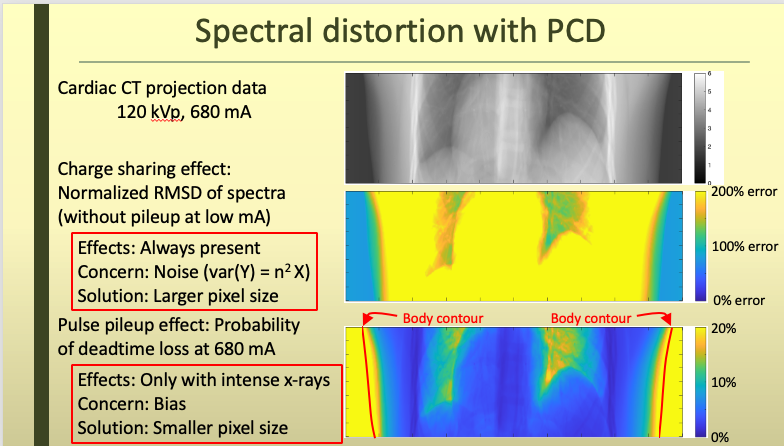 Spectral distortion with PCD
Cardiac CT projection data
120 kVp, 680 mA
6
5
4
3
2
1
0
Charge sharing effect:
Normalized RMSD of spectra
(without pileup at low mA)
200% error
100% error
0% error
Effects: Always present
Concern: Noise (var(Y) = n² X)
Solution: Larger pixel size
Pulse pileup effect: Probability
of deadtime loss at 680 mA
Body contour
Body contour
20%
10%
0%
Effects: Only with intense x-rays
Concern: Bias
Solution: Smaller pixel size